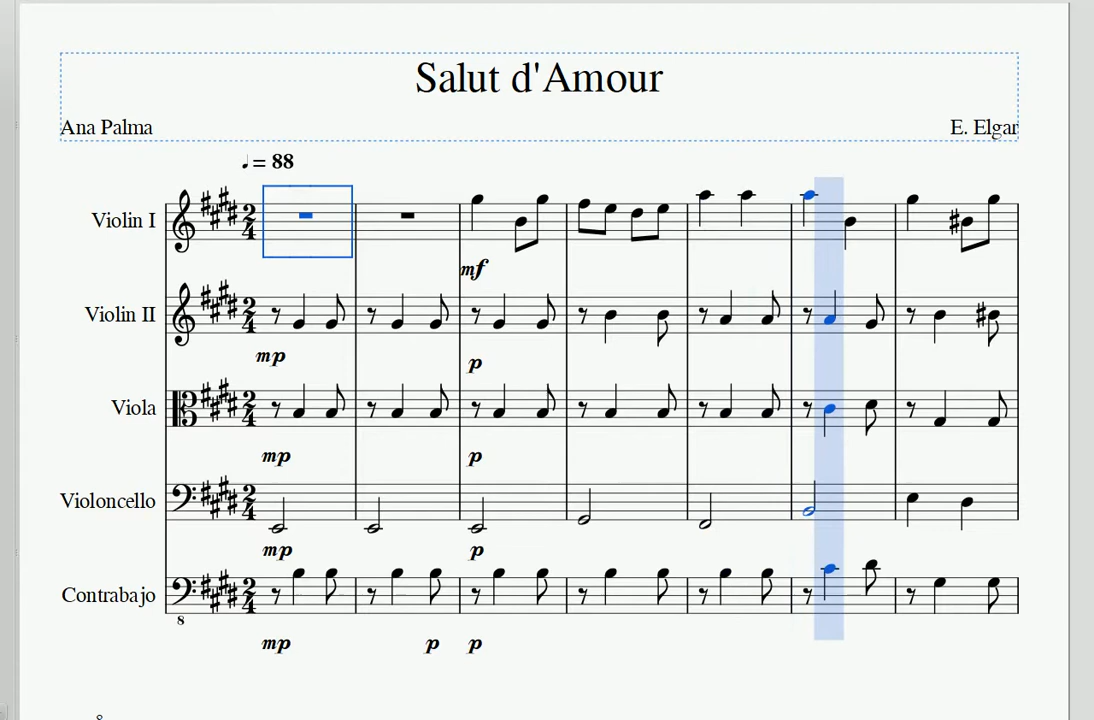 Salut d'Amour
Ana Palma E. Elgar
♩ = 88
Violin I
mf
Violin II
mp p
Viola
mp p
Violoncello
mp p
Contrabajo
8
mp p p